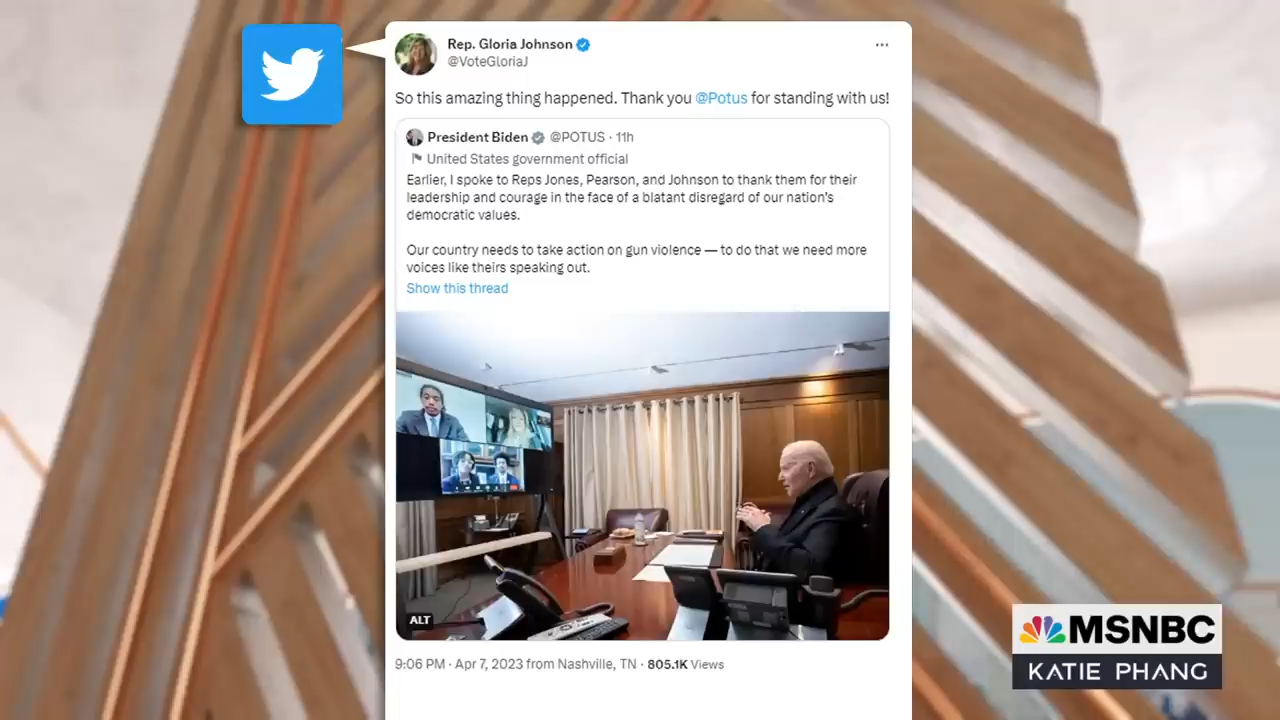 Rep. Gloria Johnson
@VoteGloriaJ
So this amazing thing happened. Thank you @Potus for standing with us!
President Biden @POTUS · 11h
United States government official
Earlier, I spoke to Reps Jones, Pearson, and Johnson to thank them for their
leadership and courage in the face of a blatant disregard of our nation's
democratic values.
Our country needs to take action on gun violence — to do that we need more
voices like theirs speaking out.
Show this thread
ALT
9:06 PM · Apr 7, 2023 from Nashville, TN · 805.1K Views
MSNBC
KATIE PHANG